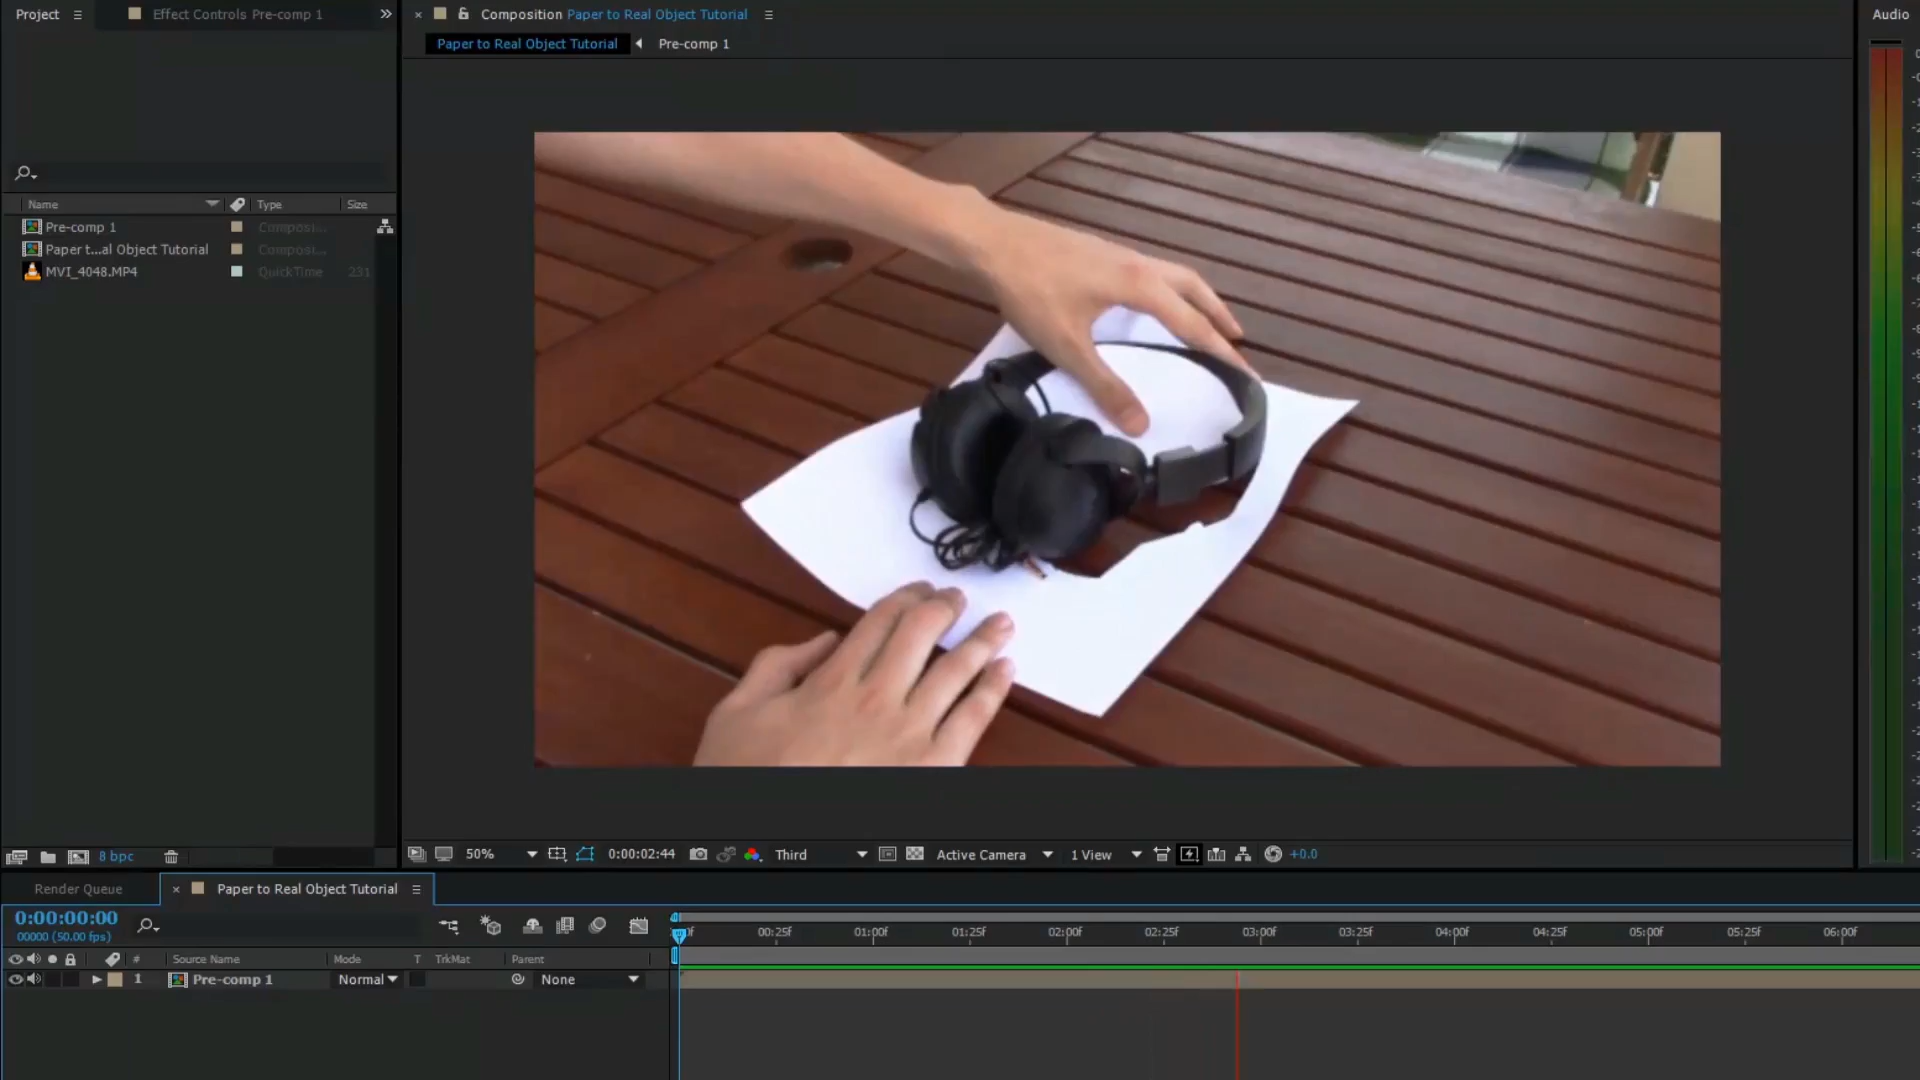 Project
Effect Controls Pre-comp 1
Composition Paper to Real Object Tutorial
Audio
Paper to Real Object Tutorial
Pre-comp 1
Name Type Size
Pre-comp 1 Composi...
Paper t...al Object Tutorial Composi...
MVI_4048.MP4 QuickTime 231
8 bpc
50%
0:00:02:44
Third
Active Camera
1 View
+0.0
Render Queue
Paper to Real Object Tutorial
0:00:00:00
00000 (50.00 fps)
00:25f 01:00f 01:25f 02:00f 02:25f 03:00f 03:25f 04:00f 04:25f 05:00f 05:25f 06:00f
# Source Name Mode T TrkMat Parent
1 Pre-comp 1 Normal None